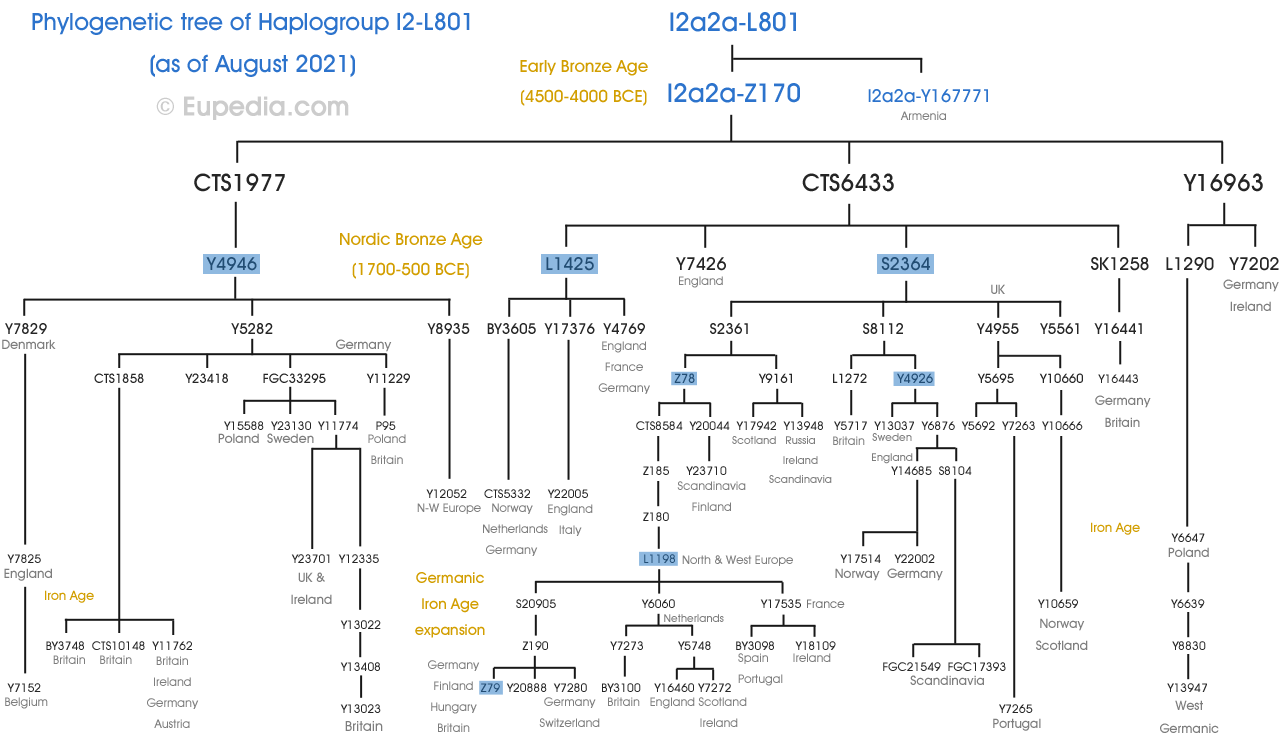 Phylogenetic tree of Haplogroup I2-L801
(as of August 2021)
© Eupedia.com
I2a2a-L801
Early Bronze Age
(4500-4000 BCE)
I2a2a-Z170
I2a2a-Y167771
Armenia
CTS1977
CTS6433
Y16963
Nordic Bronze Age
(1700-500 BCE)
Y4946
L1425
Y7426
England
S2364
SK1258
L1290
Y7202
Germany
Ireland
UK
Y7829
Denmark
Y5282
Y8935
BY3605
Y17376
Y4769
England
France
Germany
S2361
S8112
Y4955
Y5561
Y16441
Germany
CTS1858
Y23418
FGC33295
Y11229
Z78
Y9161
L1272
Y4926
Y5695
Y10660
Y16443
Germany
Britain
Y15588
Poland
Y23130
Sweden
Y11774
P95
Poland
Britain
CTS8584
Y20044
Y17942
Scotland
Y13948
Russia
Ireland
Scandinavia
Y5717
Britain
Y13037
Sweden
England
Y6876
Y5692
Y7263
Y10666
Z185
Y23710
Scandinavia
Finland
Y14685
S8104
Y12052
N-W Europe
CTS5332
Norway
Netherlands
Germany
Y22005
England
Italy
Z180
Iron Age
Y6647
Poland
Y7825
England
Y23701
UK &
Ireland
Y12335
L1198
North & West Europe
Y17514
Norway
Y22002
Germany
Germanic
Iron Age
expansion
Iron Age
S20905
Y6060
Netherlands
Y17535
France
Y10659
Norway
Scotland
Y6639
Y13022
BY3748
Britain
CTS10148
Britain
Y11762
Britain
Ireland
Germany
Austria
Z190
Y7273
Y5748
BY3098
Spain
Portugal
Y18109
Ireland
Y8830
Y13408
FGC21549
FGC17393
Scandinavia
Y7152
Belgium
Germany
Finland
Hungary
Britain
Z79
Y20888
Y7280
Germany
Switzerland
BY3100
Britain
Y16460
England
Y7272
Scotland
Ireland
Y13947
West
Germanic
Y13023
Britain
Y7265
Portugal